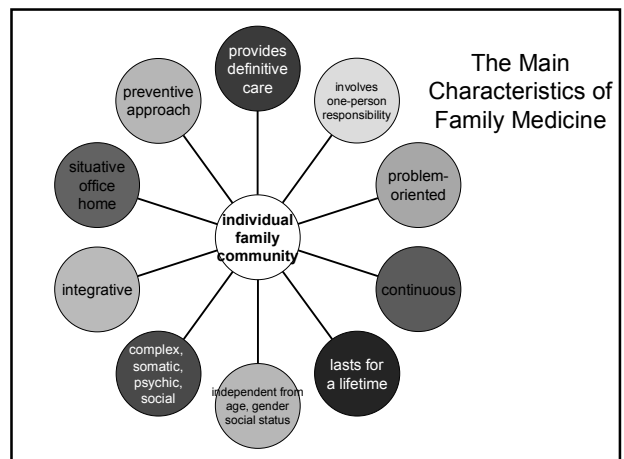 The Main
Characteristics of
Family Medicine
provides
definitive
care
involves
one-person
responsibility
problem-
oriented
continuous
lasts for
a lifetime
independent from
age, gender
social status
complex,
somatic,
psychic,
social
integrative
situative
office
home
preventive
approach
individual
family
community